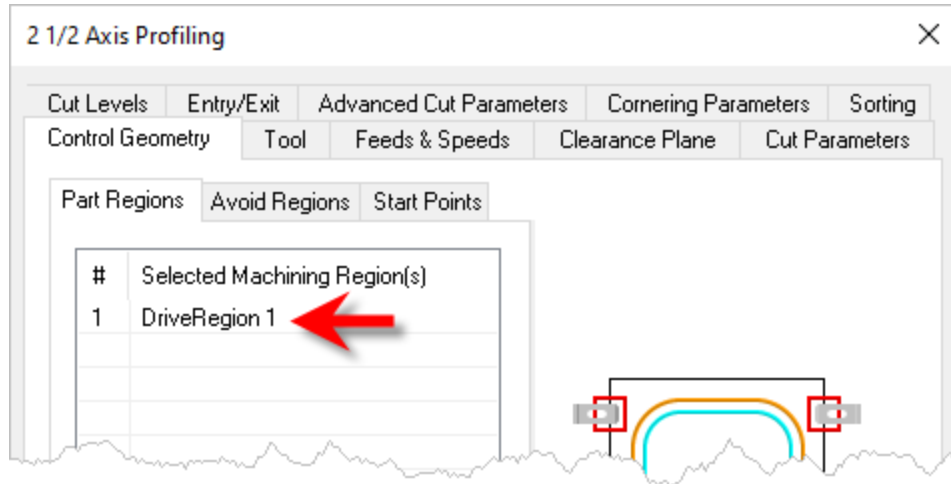 2 1/2 Axis Profiling
Cut Levels Entry/Exit Advanced Cut Parameters Cornering Parameters Sorting
Control Geometry Tool Feeds & Speeds Clearance Plane Cut Parameters
Part Regions Avoid Regions Start Points
# Selected Machining Region(s)
1 DriveRegion 1